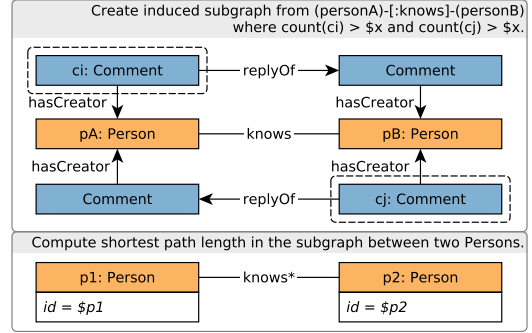 Create induced subgraph from (personA)-[:knows]-(personB)
where count(ci) > $x and count(cj) > $x.
ci: Comment
replyOf
Comment
hasCreator
hasCreator
pA: Person
knows
pB: Person
hasCreator
hasCreator
Comment
replyOf
cj: Comment
Compute shortest path length in the subgraph between two Persons.
p1: Person
knows*
p2: Person
id = $p1
id = $p2